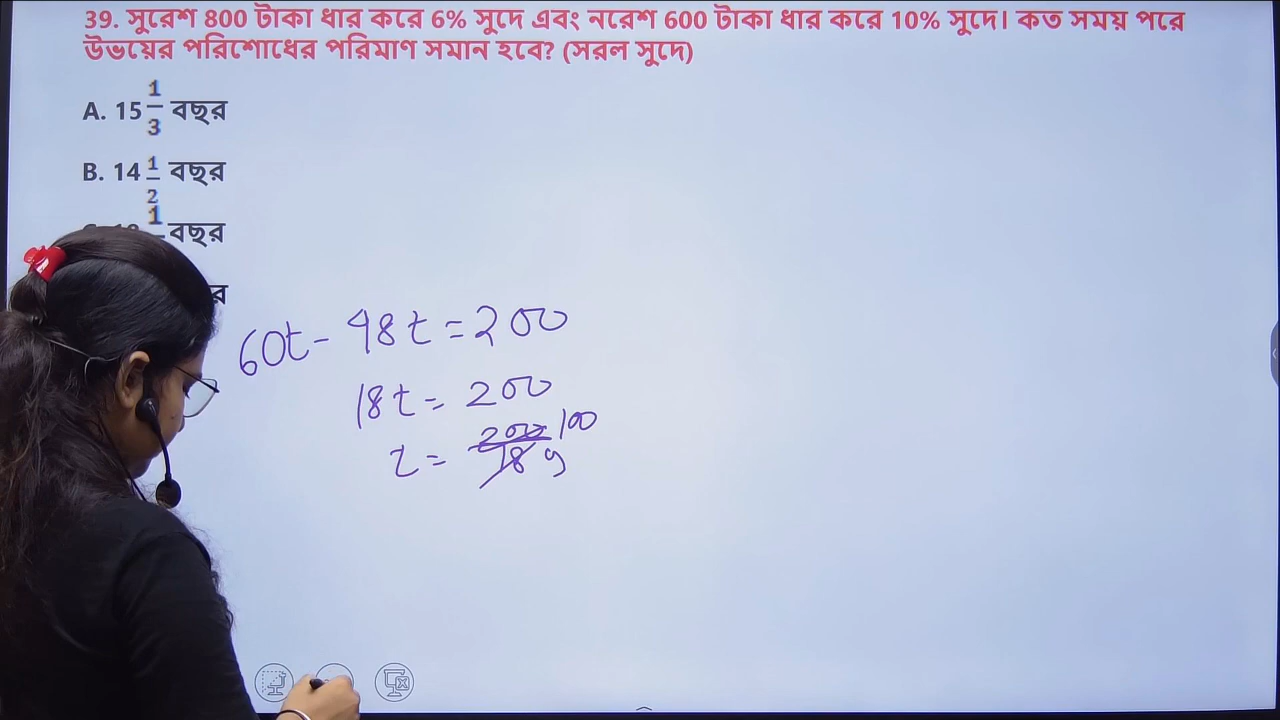 39. সুরেশ 800 টাকা ধার করে 6% সুদে এবং নরেশ 600 টাকা ধার করে 10% সুদে। কত সময় পরে
উভয়ের পরিশোধের পরিমাণ সমান হবে? (সরল সুদে)
A. 15 1/3 বছর
B. 14 1/2 বছর
বছর
60t - 48t = 200
18t = 200
t = 200/18 100/9